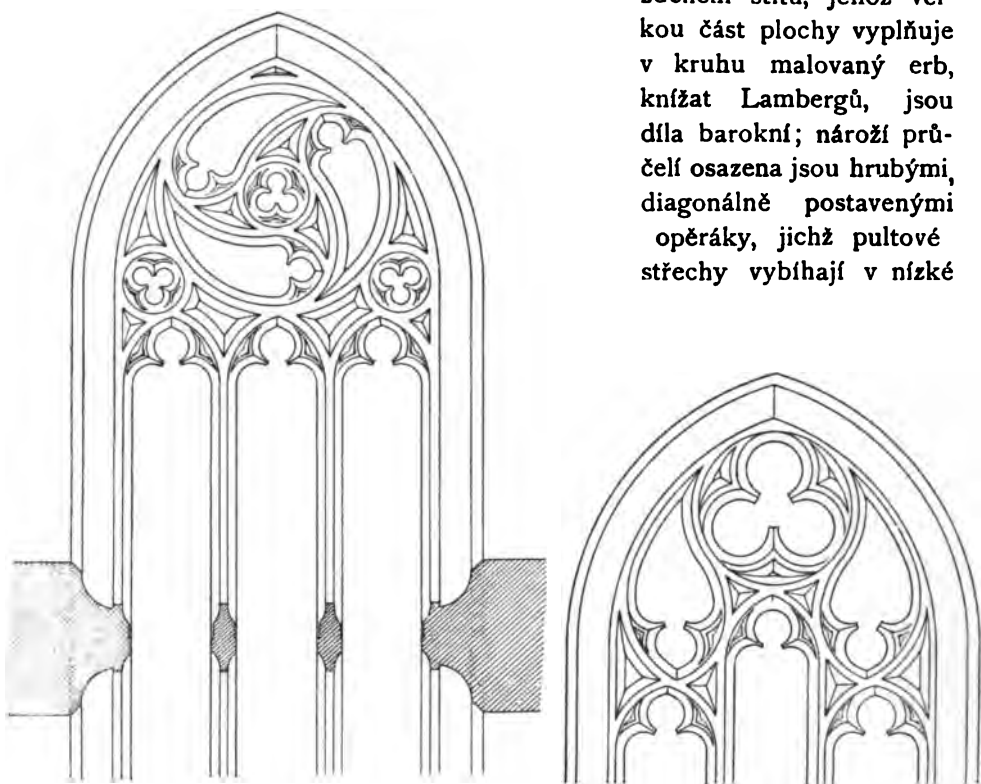 kou část plochy vyplňuje
v kruhu malovaný erb,
knížat Lambergů, jsou
díla barokní; nároží prů-
čelí osazena jsou hrubými,
diagonálně postavenými
opěráky, jichž pultové
střechy vybíhají v nízké